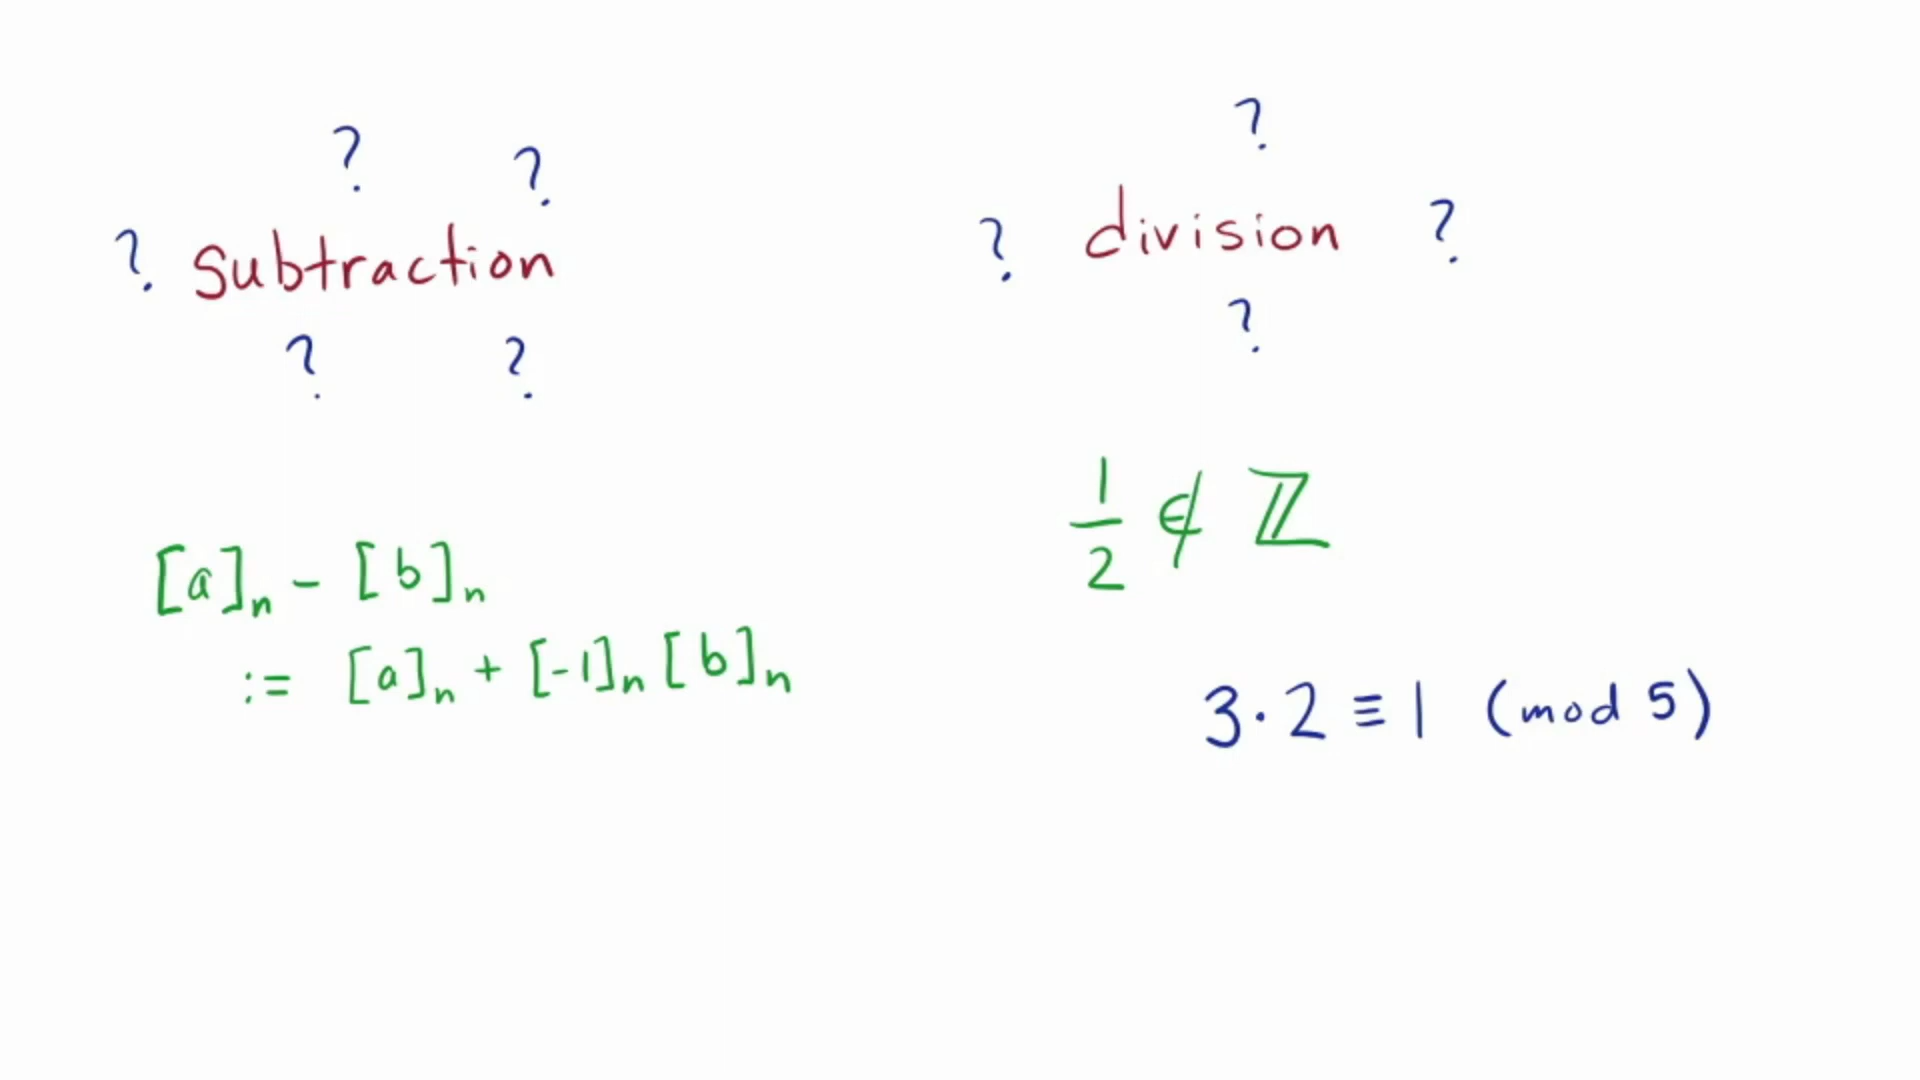 ? ?
? subtraction
? ?
[a]ₙ - [b]ₙ
:= [a]ₙ + [-1]ₙ [b]ₙ
?
? division ?
?
1/2 ∉ ℤ
3·2 ≡ 1 (mod 5)